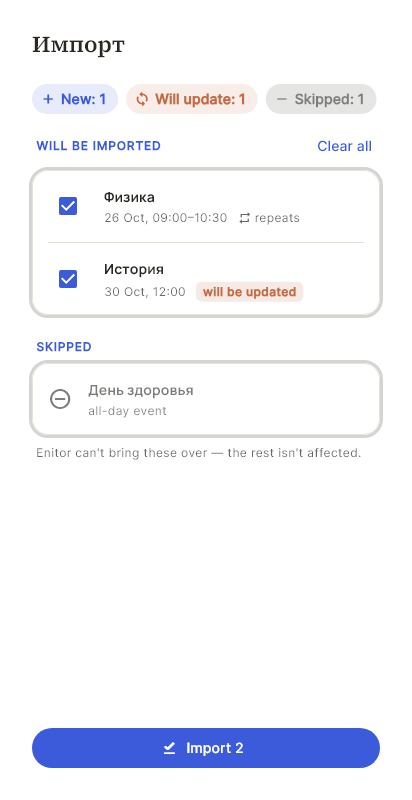 Импорт
New: 1
Will update: 1
Skipped: 1
WILL BE IMPORTED
Clear all
Физика
26 Oct, 09:00–10:30 repeats
История
30 Oct, 12:00 will be updated
SKIPPED
День здоровья
all-day event
Enitor can't bring these over — the rest isn't affected.
Import 2